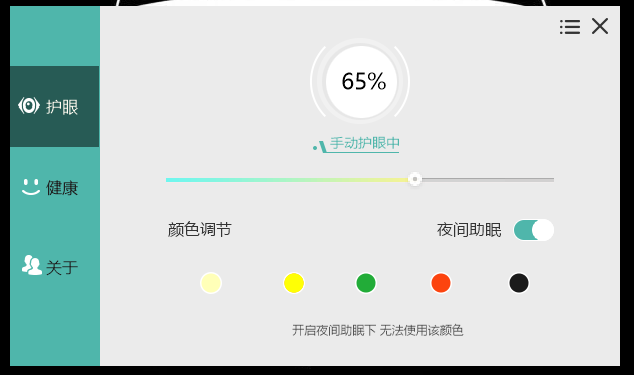 65%
手动护眼中
护眼
健康
关于
颜色调节
夜间助眠
开启夜间助眠下 无法使用该颜色